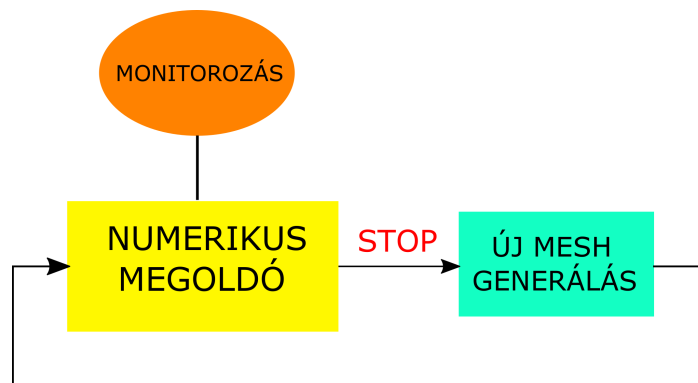 MONITOROZÁS
NUMERIKUS
MEGOLDÓ
STOP
ÚJ MESH
GENERÁLÁS